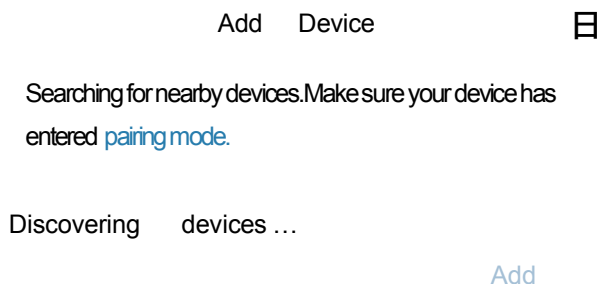 Add Device 日
Searching for nearby devices.Make sure your device has
entered pairing mode.
Discovering devices …
Add